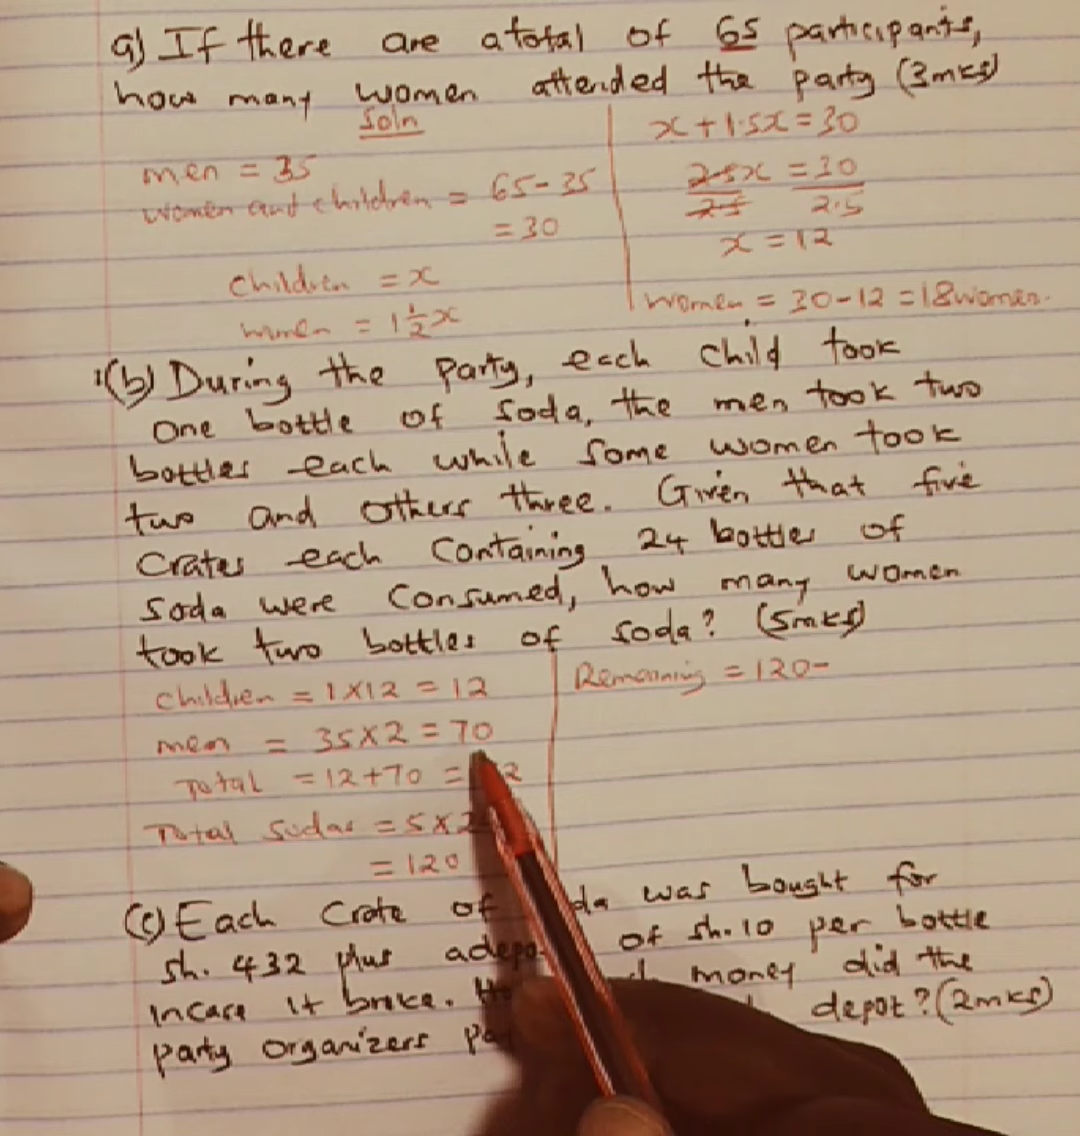 a) If there are a total of 65 participants,
how many women attended the party (3mks)
Soln
men = 35
women and children = 65-35
= 30
children = x
women = 1 1/2 x
x + 1.5x = 30
2.5x = 30
2.5 2.5
x = 12
women = 30-12 = 18 women.
(b) During the party, each child took
one bottle of soda, the men took two
bottles each while some women took
two and others three. Given that five
crates each containing 24 bottles of
soda were consumed, how many women
took two bottles of soda? (5mks)
children = 1x12 = 12
men = 35x2 = 70
Total = 12+70 =
Total sodas = 5x
= 120
Remaining = 120-
(c) Each crate of was bought for
sh. 432 plus a of sh.10 per bottle
incase it broke. money did the
party organizers depot? (2mks)